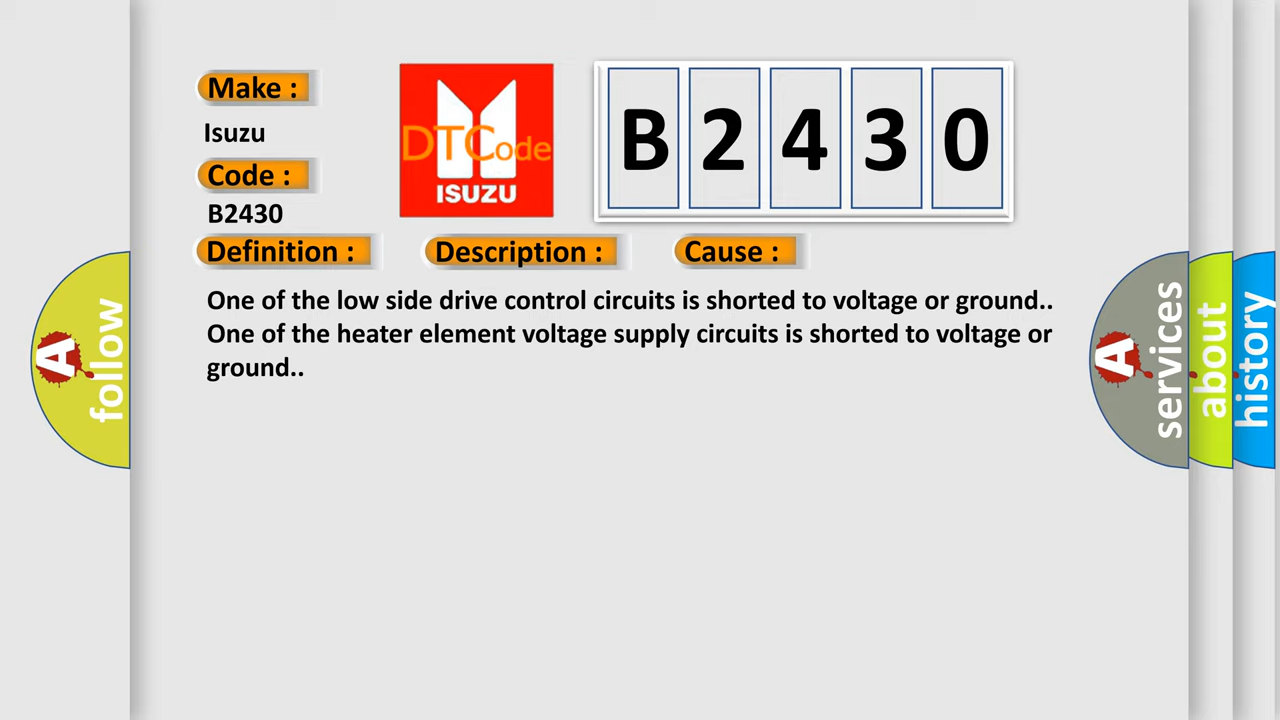 Make :
Isuzu
Code :
B2430
DTCode
ISUZU
B 2 4 3 0
Definition :
Description :
Cause :
One of the low side drive control circuits is shorted to voltage or ground..
One of the heater element voltage supply circuits is shorted to voltage or
ground..
A follow
A services
about
history